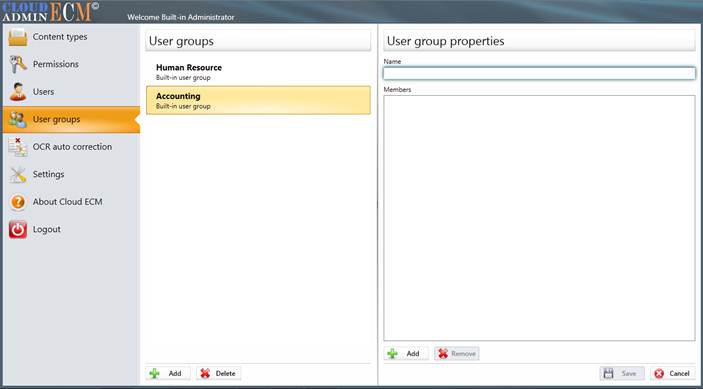 CLOUD
ADMIN ECM©
Welcome Built-in Administrator
Content types
Permissions
Users
User groups
OCR auto correction
Settings
About Cloud ECM
Logout
User groups
Human Resource
Built-in user group
Accounting
Built-in user group
Add
Delete
User group properties
Name
Members
Add
Remove
Save
Cancel